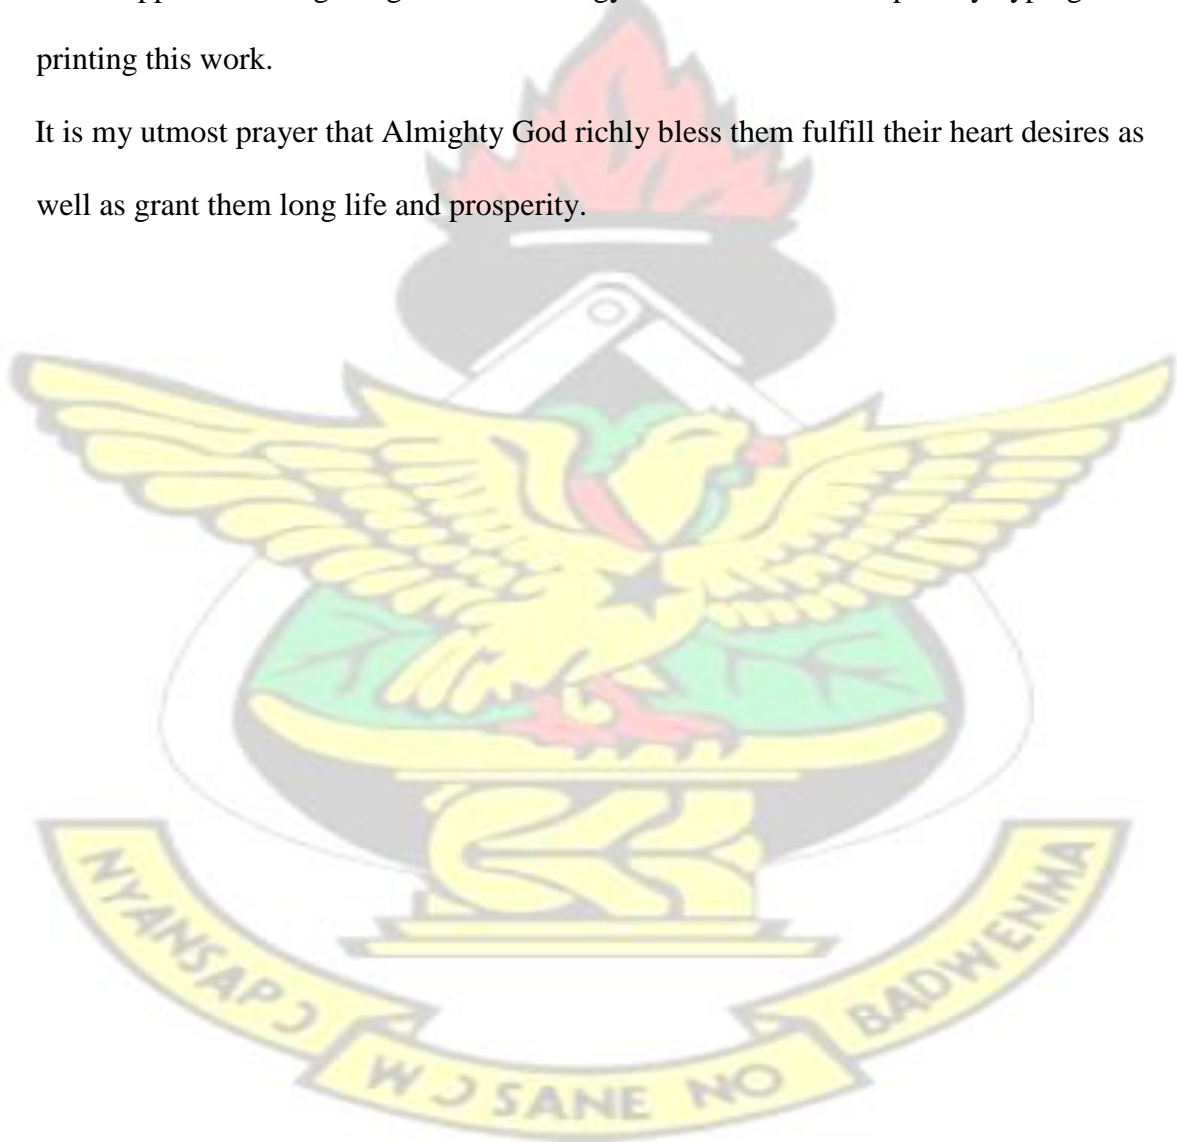 printing this work.
It is my utmost prayer that Almighty God richly bless them fulfill their heart desires as
well as grant them long life and prosperity.
NYANSAPƆ
WƆSANE NO
BADWENMA